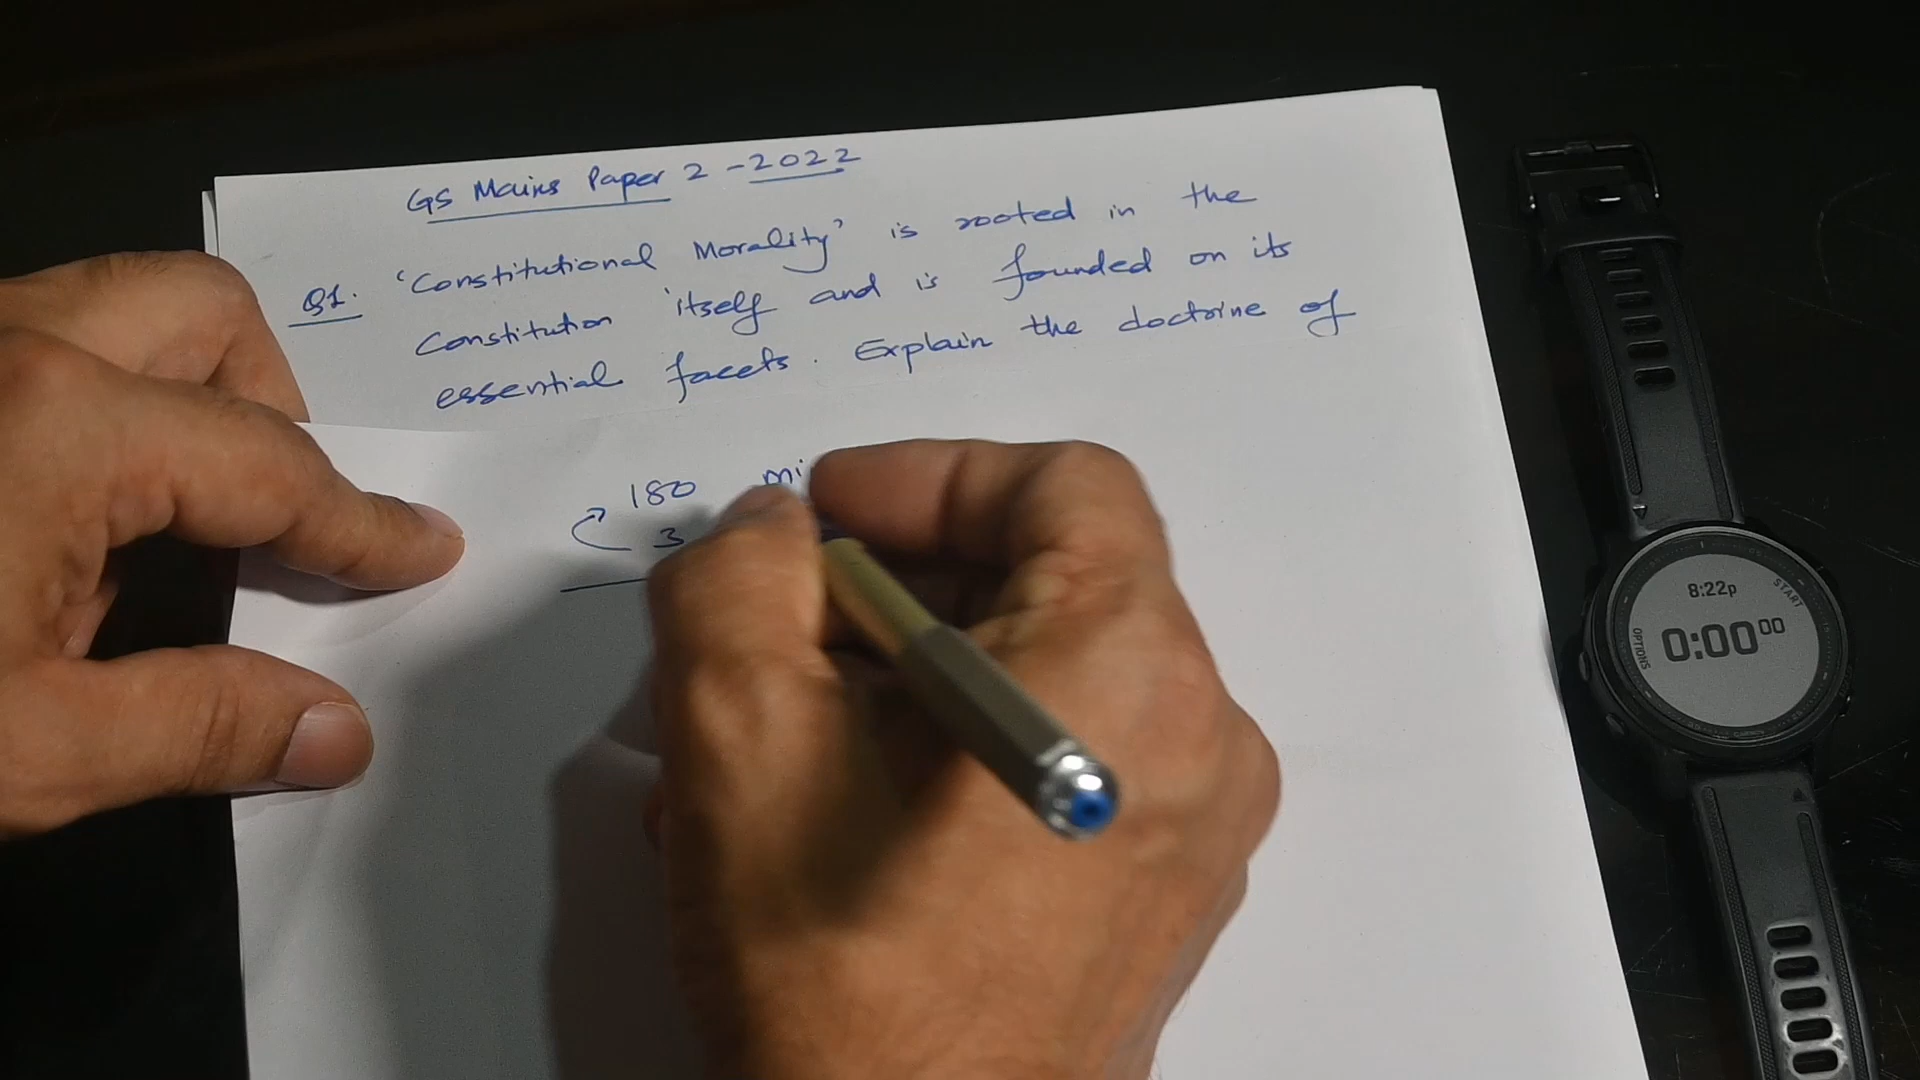 GS Mains Paper 2 - 2022
Q1. 'Constitutional Morality' is rooted in the
Constitution itself and is founded on its
essential facets. Explain the doctrine of
180 mi
3
8:22p
START
0:00 00
OPTIONS
GARMIN